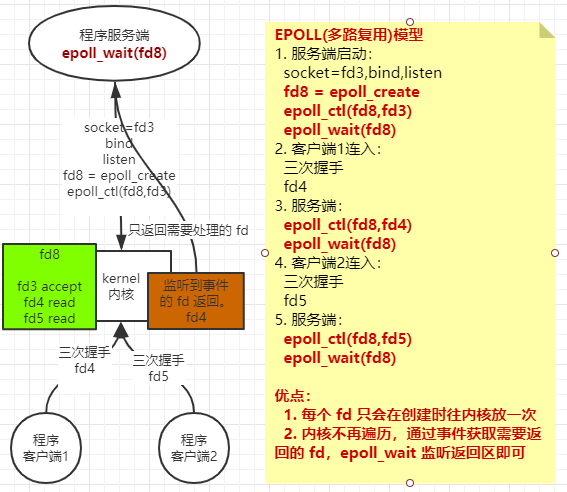 程序服务端
epoll_wait(fd8)
socket=fd3
bind
listen
fd8 = epoll_create
epoll_ctl(fd8,fd3)
只返回需要处理的 fd
fd8
fd3 accept
fd4 read
fd5 read
kernel
内核
监听到事件
的 fd 返回。
fd4
三次握手
fd4
三次握手
fd5
程序
客户端1
程序
客户端2
EPOLL(多路复用)模型
1. 服务端启动：
socket=fd3,bind,listen
fd8 = epoll_create
epoll_ctl(fd8,fd3)
epoll_wait(fd8)
2. 客户端1连入：
三次握手
fd4
3. 服务端：
epoll_ctl(fd8,fd4)
epoll_wait(fd8)
4. 客户端2连入：
三次握手
fd5
5. 服务端：
epoll_ctl(fd8,fd5)
epoll_wait(fd8)
优点：
1. 每个 fd 只会在创建时往内核放一次
2. 内核不再遍历，通过事件获取需要返
回的 fd，epoll_wait 监听返回区即可